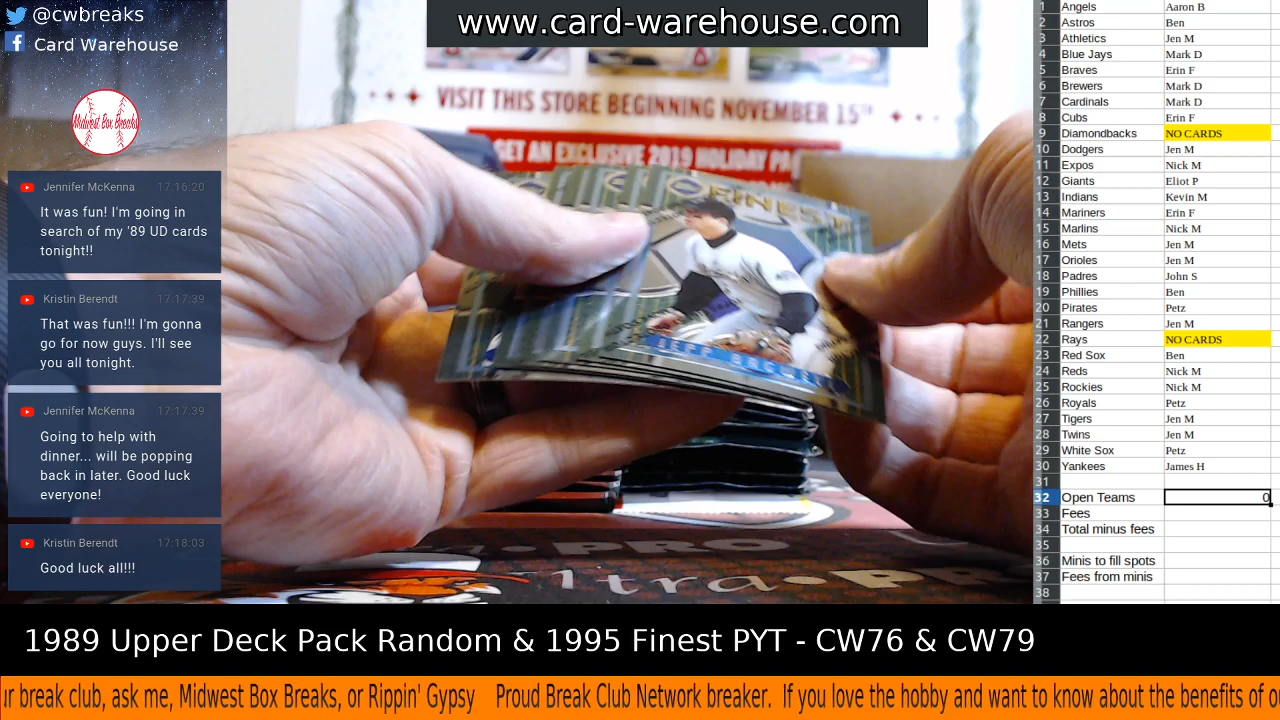 @cwbreaks
Card Warehouse
Midwest Box Breaks
Jennifer McKenna 17:16:20
It was fun! I'm going in
search of my '89 UD cards
tonight!!
Kristin Berendt 17:17:39
That was fun!!! I'm gonna
go for now guys. I'll see
you all tonight.
Jennifer McKenna 17:17:39
Going to help with
dinner... will be popping
back in later. Good luck
everyone!
Kristin Berendt 17:18:03
Good luck all!!!
www.card-warehouse.com
VISIT THIS STORE BEGINNING NOVEMBER 15TH
GET AN EXCLUSIVE 2019 HOLIDAY PA
FINEST
JEFF
PRO
ltra PR
1 Angels Aaron B
2 Astros Ben
3 Athletics Jen M
4 Blue Jays Mark D
5 Braves Erin F
6 Brewers Mark D
7 Cardinals Mark D
8 Cubs Erin F
9 Diamondbacks NO CARDS
10 Dodgers Jen M
11 Expos Nick M
12 Giants Eliot P
13 Indians Kevin M
14 Mariners Erin F
15 Marlins Nick M
16 Mets Jen M
17 Orioles Jen M
18 Padres John S
19 Phillies Ben
20 Pirates Petz
21 Rangers Jen M
22 Rays NO CARDS
23 Red Sox Ben
24 Reds Nick M
25 Rockies Nick M
26 Royals Petz
27 Tigers Jen M
28 Twins Jen M
29 White Sox Petz
30 Yankees James H
31
32 Open Teams 0
33 Fees
34 Total minus fees
35
36 Minis to fill spots
37 Fees from minis
38
1989 Upper Deck Pack Random & 1995 Finest PYT - CW76 & CW79
ur break club, ask me, Midwest Box Breaks, or Rippin' Gypsy Proud Break Club Network breaker. If you love the hobby and want to know about the benefits of o